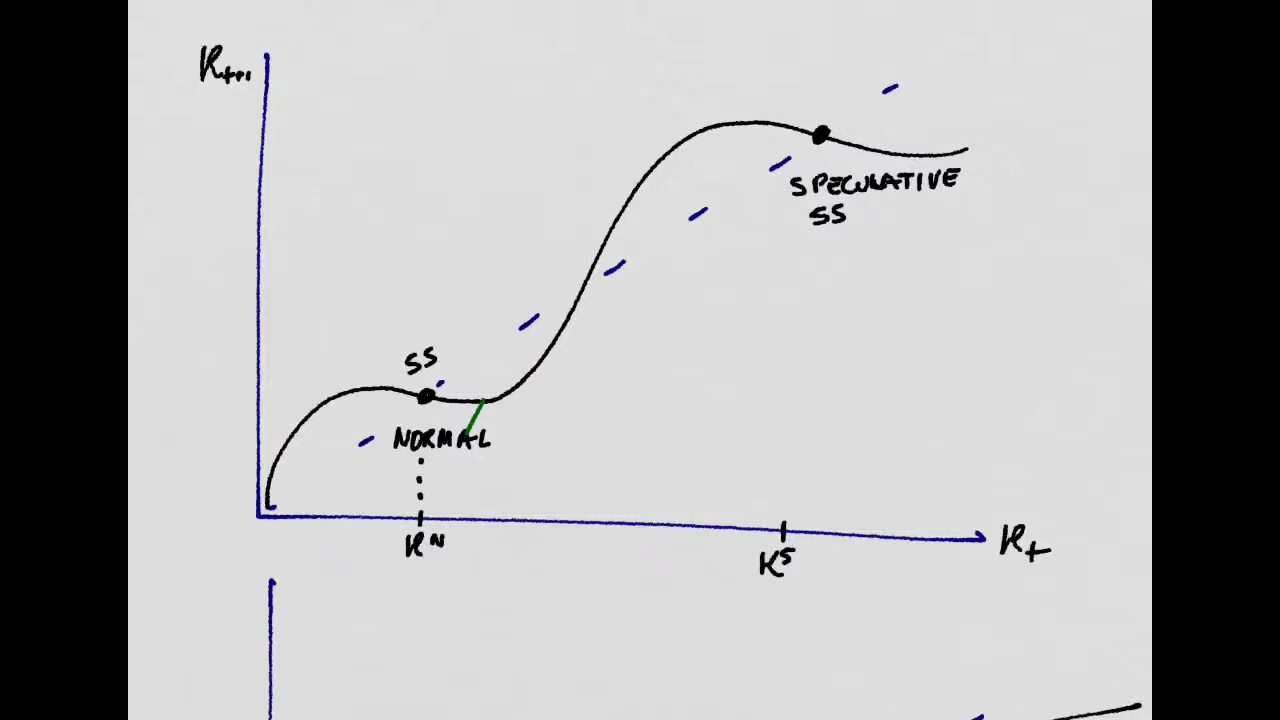 K_{t+1}
SPECULATIVE
SS
SS
NORMAL
K^N
K^S
K_t